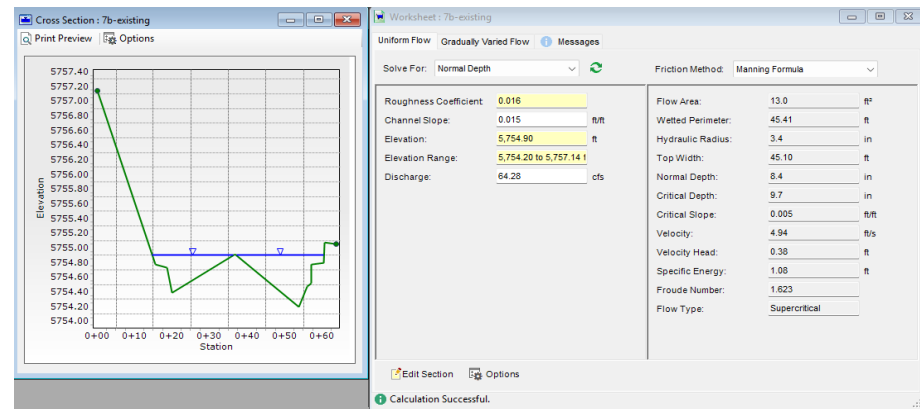 Cross Section : 7b-existing
Print Preview Options
5757.40
5757.20
5757.00
5756.80
5756.60
5756.40
5756.20
5756.00
5755.80
5755.60
5755.40
5755.20
5755.00
5754.80
5754.60
5754.40
5754.20
5754.00
Elevation
0+00 0+10 0+20 0+30 0+40 0+50 0+60
Station
Worksheet : 7b-existing
Uniform Flow Gradually Varied Flow Messages
Solve For: Normal Depth Friction Method: Manning Formula
Roughness Coefficient 0.016
Channel Slope: 0.015 ft/ft
Elevation: 5,754.90 ft
Elevation Range: 5,754.20 to 5,757.14 f
Discharge: 64.28 cfs
Flow Area: 13.0 ft²
Wetted Perimeter: 45.41 ft
Hydraulic Radius: 3.4 in
Top Width: 45.10 ft
Normal Depth: 8.4 in
Critical Depth: 9.7 in
Critical Slope: 0.005 ft/ft
Velocity: 4.94 ft/s
Velocity Head: 0.38 ft
Specific Energy: 1.08 ft
Froude Number: 1.623
Flow Type: Supercritical
Edit Section Options
Calculation Successful.